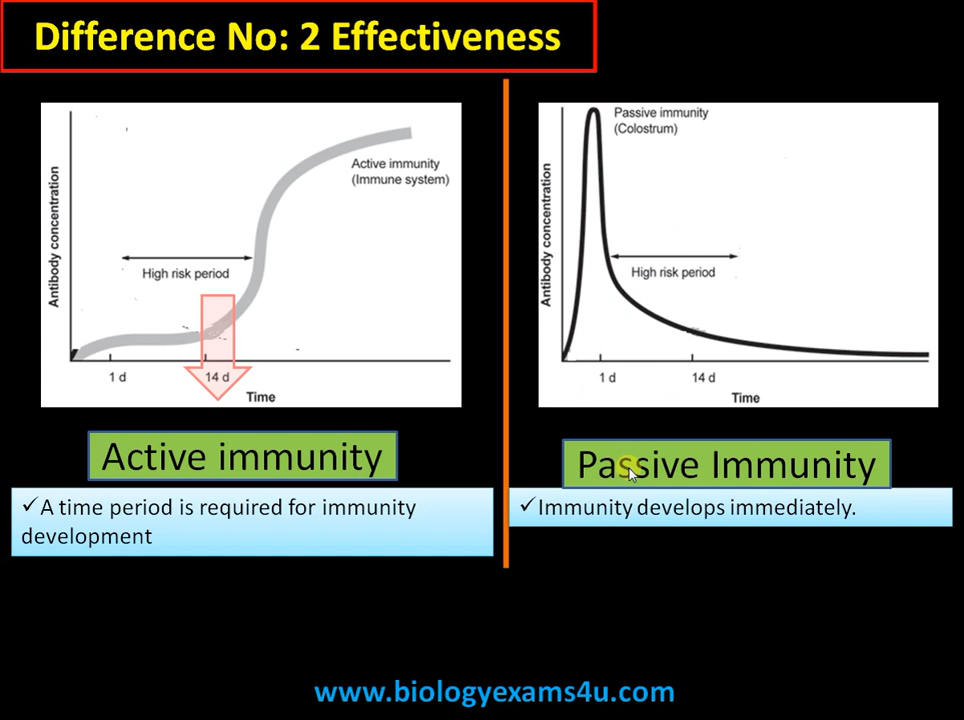 Difference No: 2 Effectiveness
Antibody concentration
Active immunity
(Immune system)
High risk period
1 d
14 d
Time
Active immunity
✓A time period is required for immunity
development
Antibody concentration
Passive immunity
(Colostrum)
High risk period
1 d
14 d
Time
Passive Immunity
✓Immunity develops immediately.
www.biologyexams4u.com